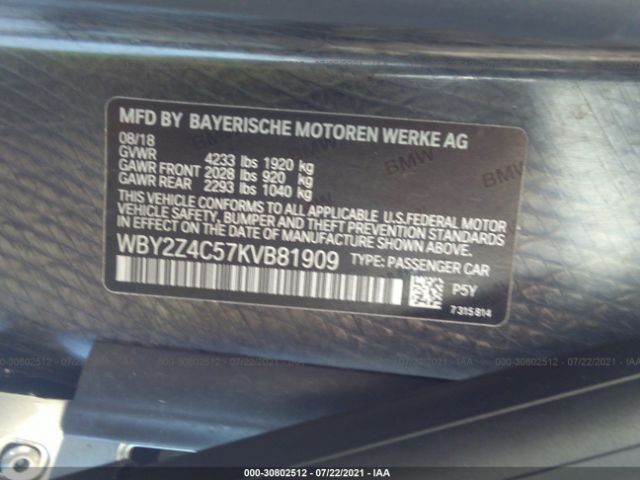 MFD BY BAYERISCHE MOTOREN WERKE AG
08/18
GVWR 4233 lbs 1920 kg
GAWR FRONT 2028 lbs 920 kg
GAWR REAR 2293 lbs 1040 kg
THIS VEHICLE CONFORMS TO ALL APPLICABLE U.S.FEDERAL MOTOR
VEHICLE SAFETY, BUMPER AND THEFT PREVENTION STANDARDS
IN EFFECT ON THE DATE OF MANUFACTURE SHOWN ABOVE.
WBY2Z4C57KVB81909 TYPE: PASSENGER CAR
P5Y
7315814
BMW
BMW
BMW
000-30802512 - 07/22/2021 - IAA